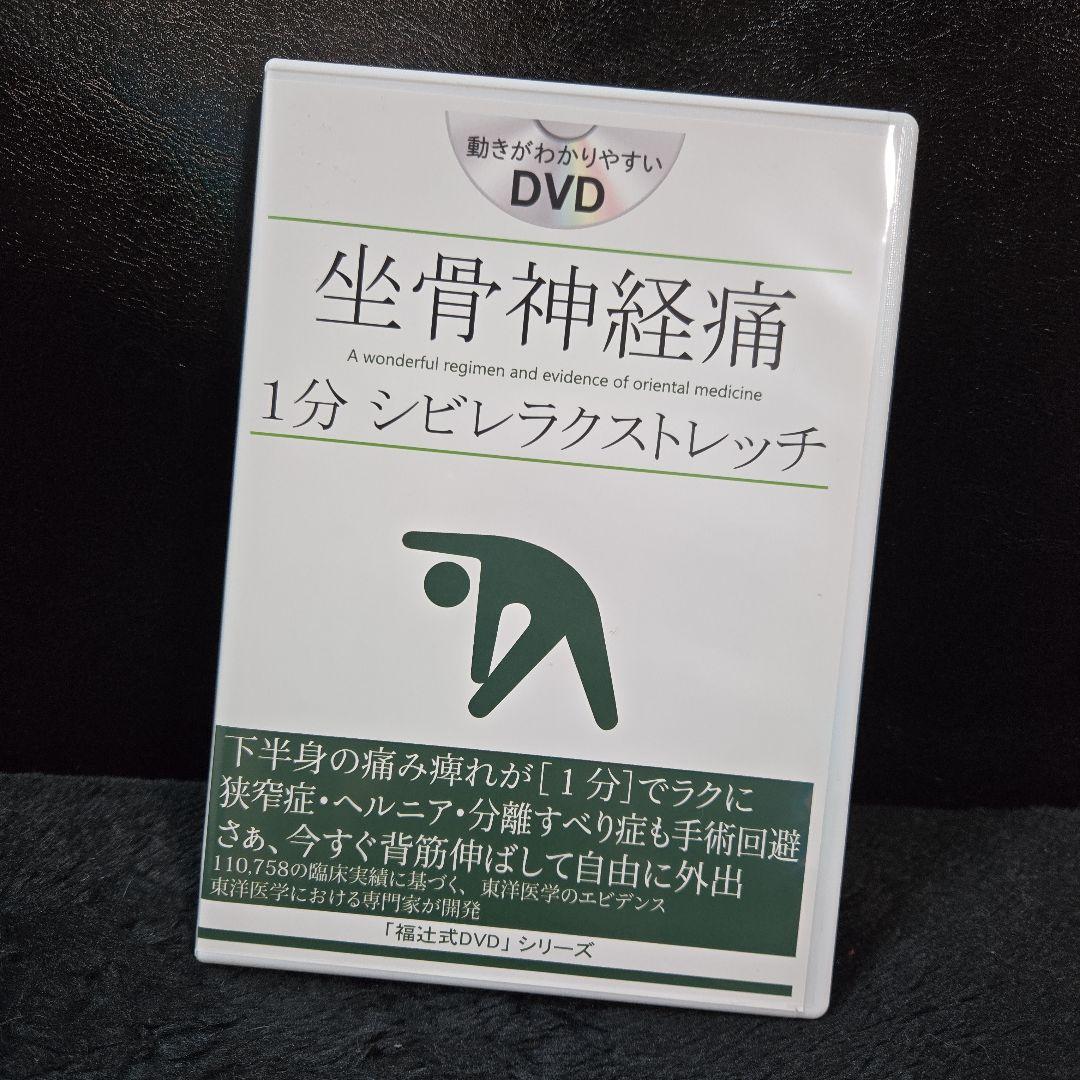 動きがわかりやすい
DVD
坐骨神経痛
A wonderful regimen and evidence of oriental medicine
1分 シビレラクストレッチ
下半身の痛み痺れが[1分]でラクに
狭窄症・ヘルニア・分離すべり症も手術回避
さぁ、今すぐ背筋伸ばして自由に外出
110,758の臨床実績に基づく、東洋医学のエビデンス
東洋医学における専門家が開発
「福辻式DVD」シリーズ